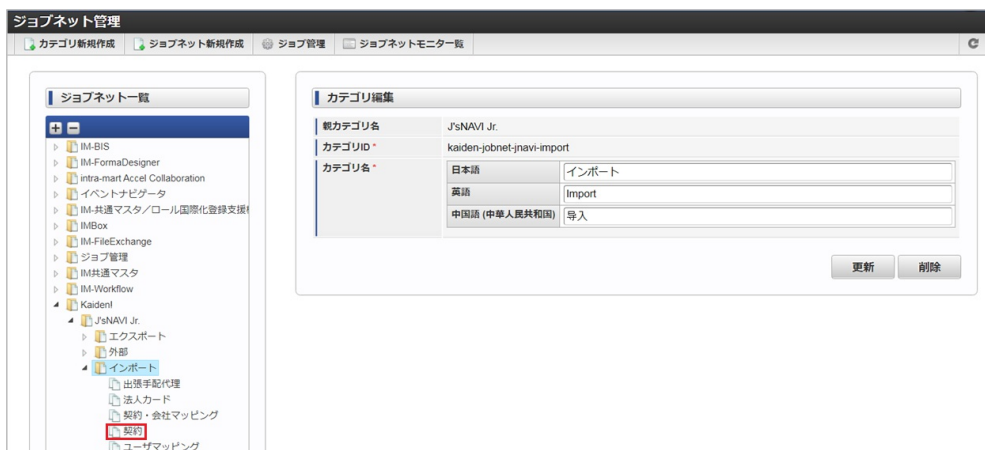 ジョブネット管理
カテゴリ新規作成 ジョブネット新規作成 ジョブ管理 ジョブネットモニター覧
ジョブネット一覧
IM-BIS
IM-FormaDesigner
intra-mart Accel Collaboration
イベントナビゲータ
IM-共通マスタ/ロール国際化登録支援
IMBox
IM-FileExchange
ジョブ管理
IM共通マスタ
IM-Workflow
Kaiden!
J'sNAVI Jr.
エクスポート
外部
インポート
出張手配代理
法人カード
契約・会社マッピング
契約
ユーザマッピング
カテゴリ編集
親カテゴリ名 J'sNAVI Jr.
カテゴリID * kaiden-jobnet-jnavi-import
カテゴリ名 * 日本語 インポート
英語 Import
中国語 (中華人民共和国) 导入
更新 削除